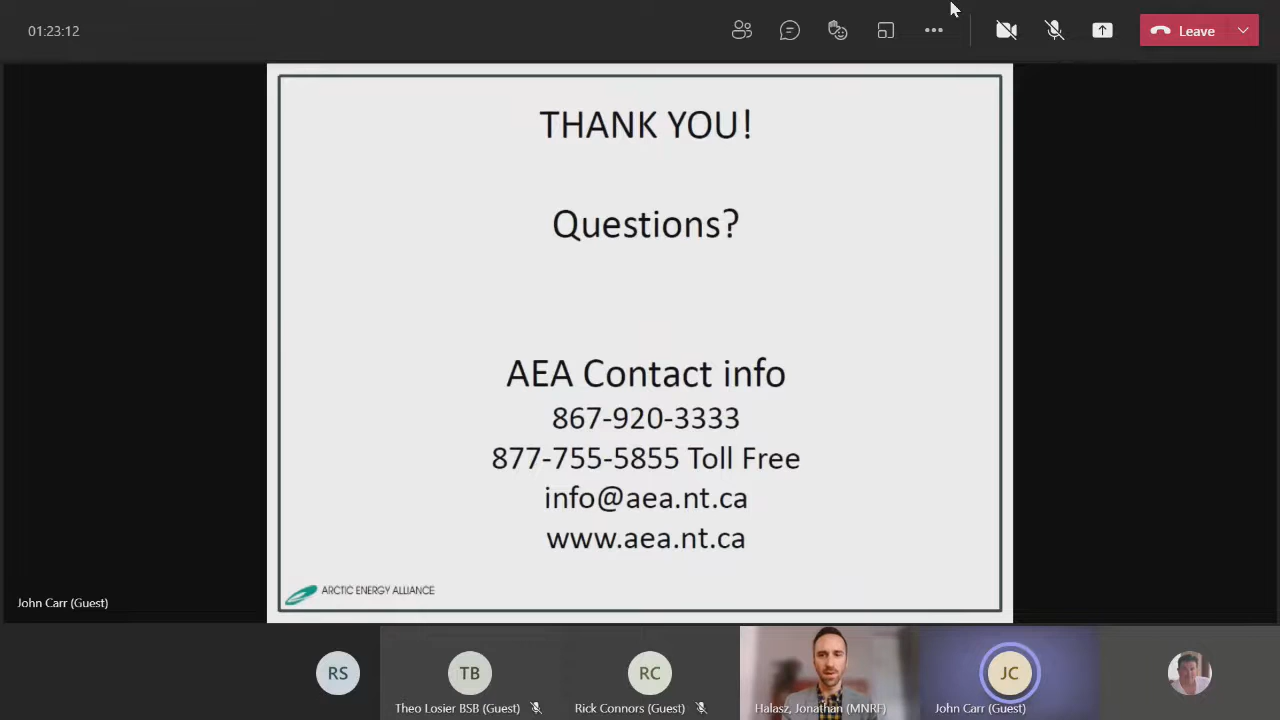 01:23:12
Leave
THANK YOU!
Questions?
AEA Contact info
867-920-3333
877-755-5855 Toll Free
info@aea.nt.ca
www.aea.nt.ca
ARCTIC ENERGY ALLIANCE
John Carr (Guest)
RS
TB
RC
JC
Theo Losier BSB (Guest)
Rick Connors (Guest)
Halasz, Jonathan (MNRF)
John Carr (Guest)